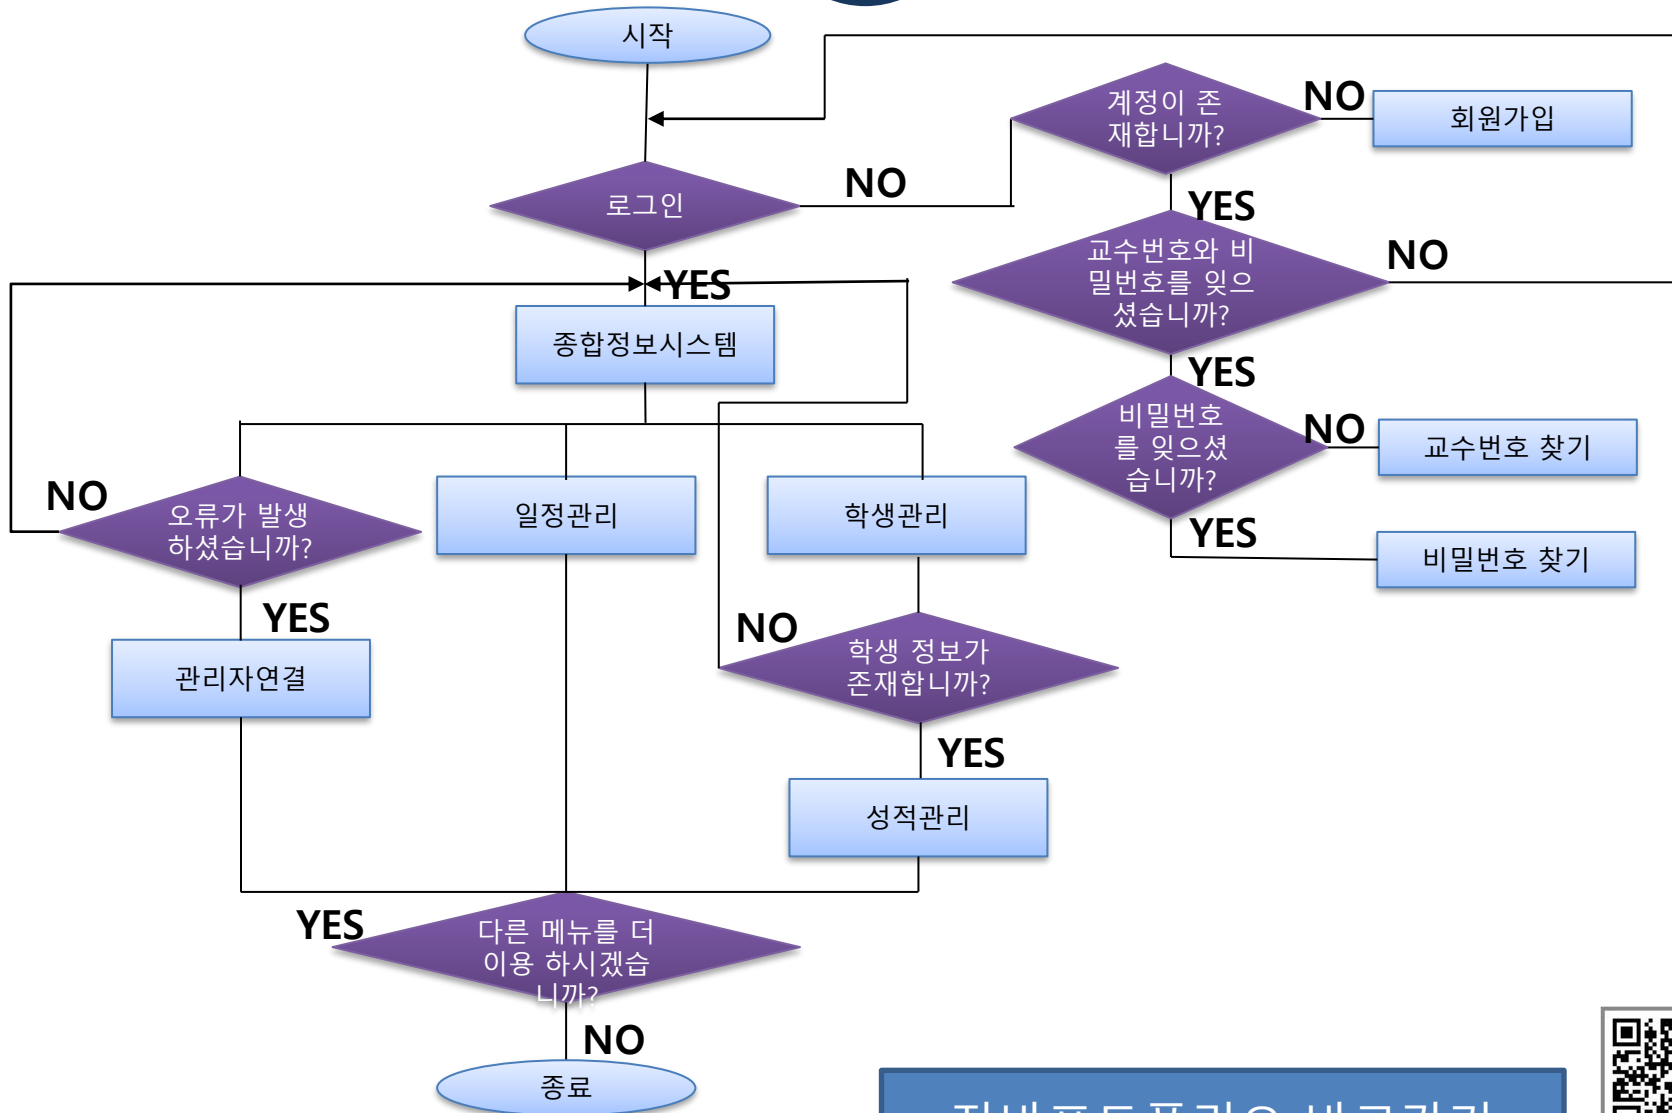 시작
계정이 존
재합니까?
NO
회원가입
로그인
NO
YES
교수번호와 비
밀번호를 잊으
셨습니까?
NO
YES
종합정보시스템
YES
비밀번호
를 잊으셨
습니까?
NO
교수번호 찾기
YES
비밀번호 찾기
NO
오류가 발생
하셨습니까?
일정관리
학생관리
YES
관리자연결
NO
학생 정보가
존재합니까?
YES
성적관리
YES
다른 메뉴를 더
이용 하시겠습
니까?
NO
종료